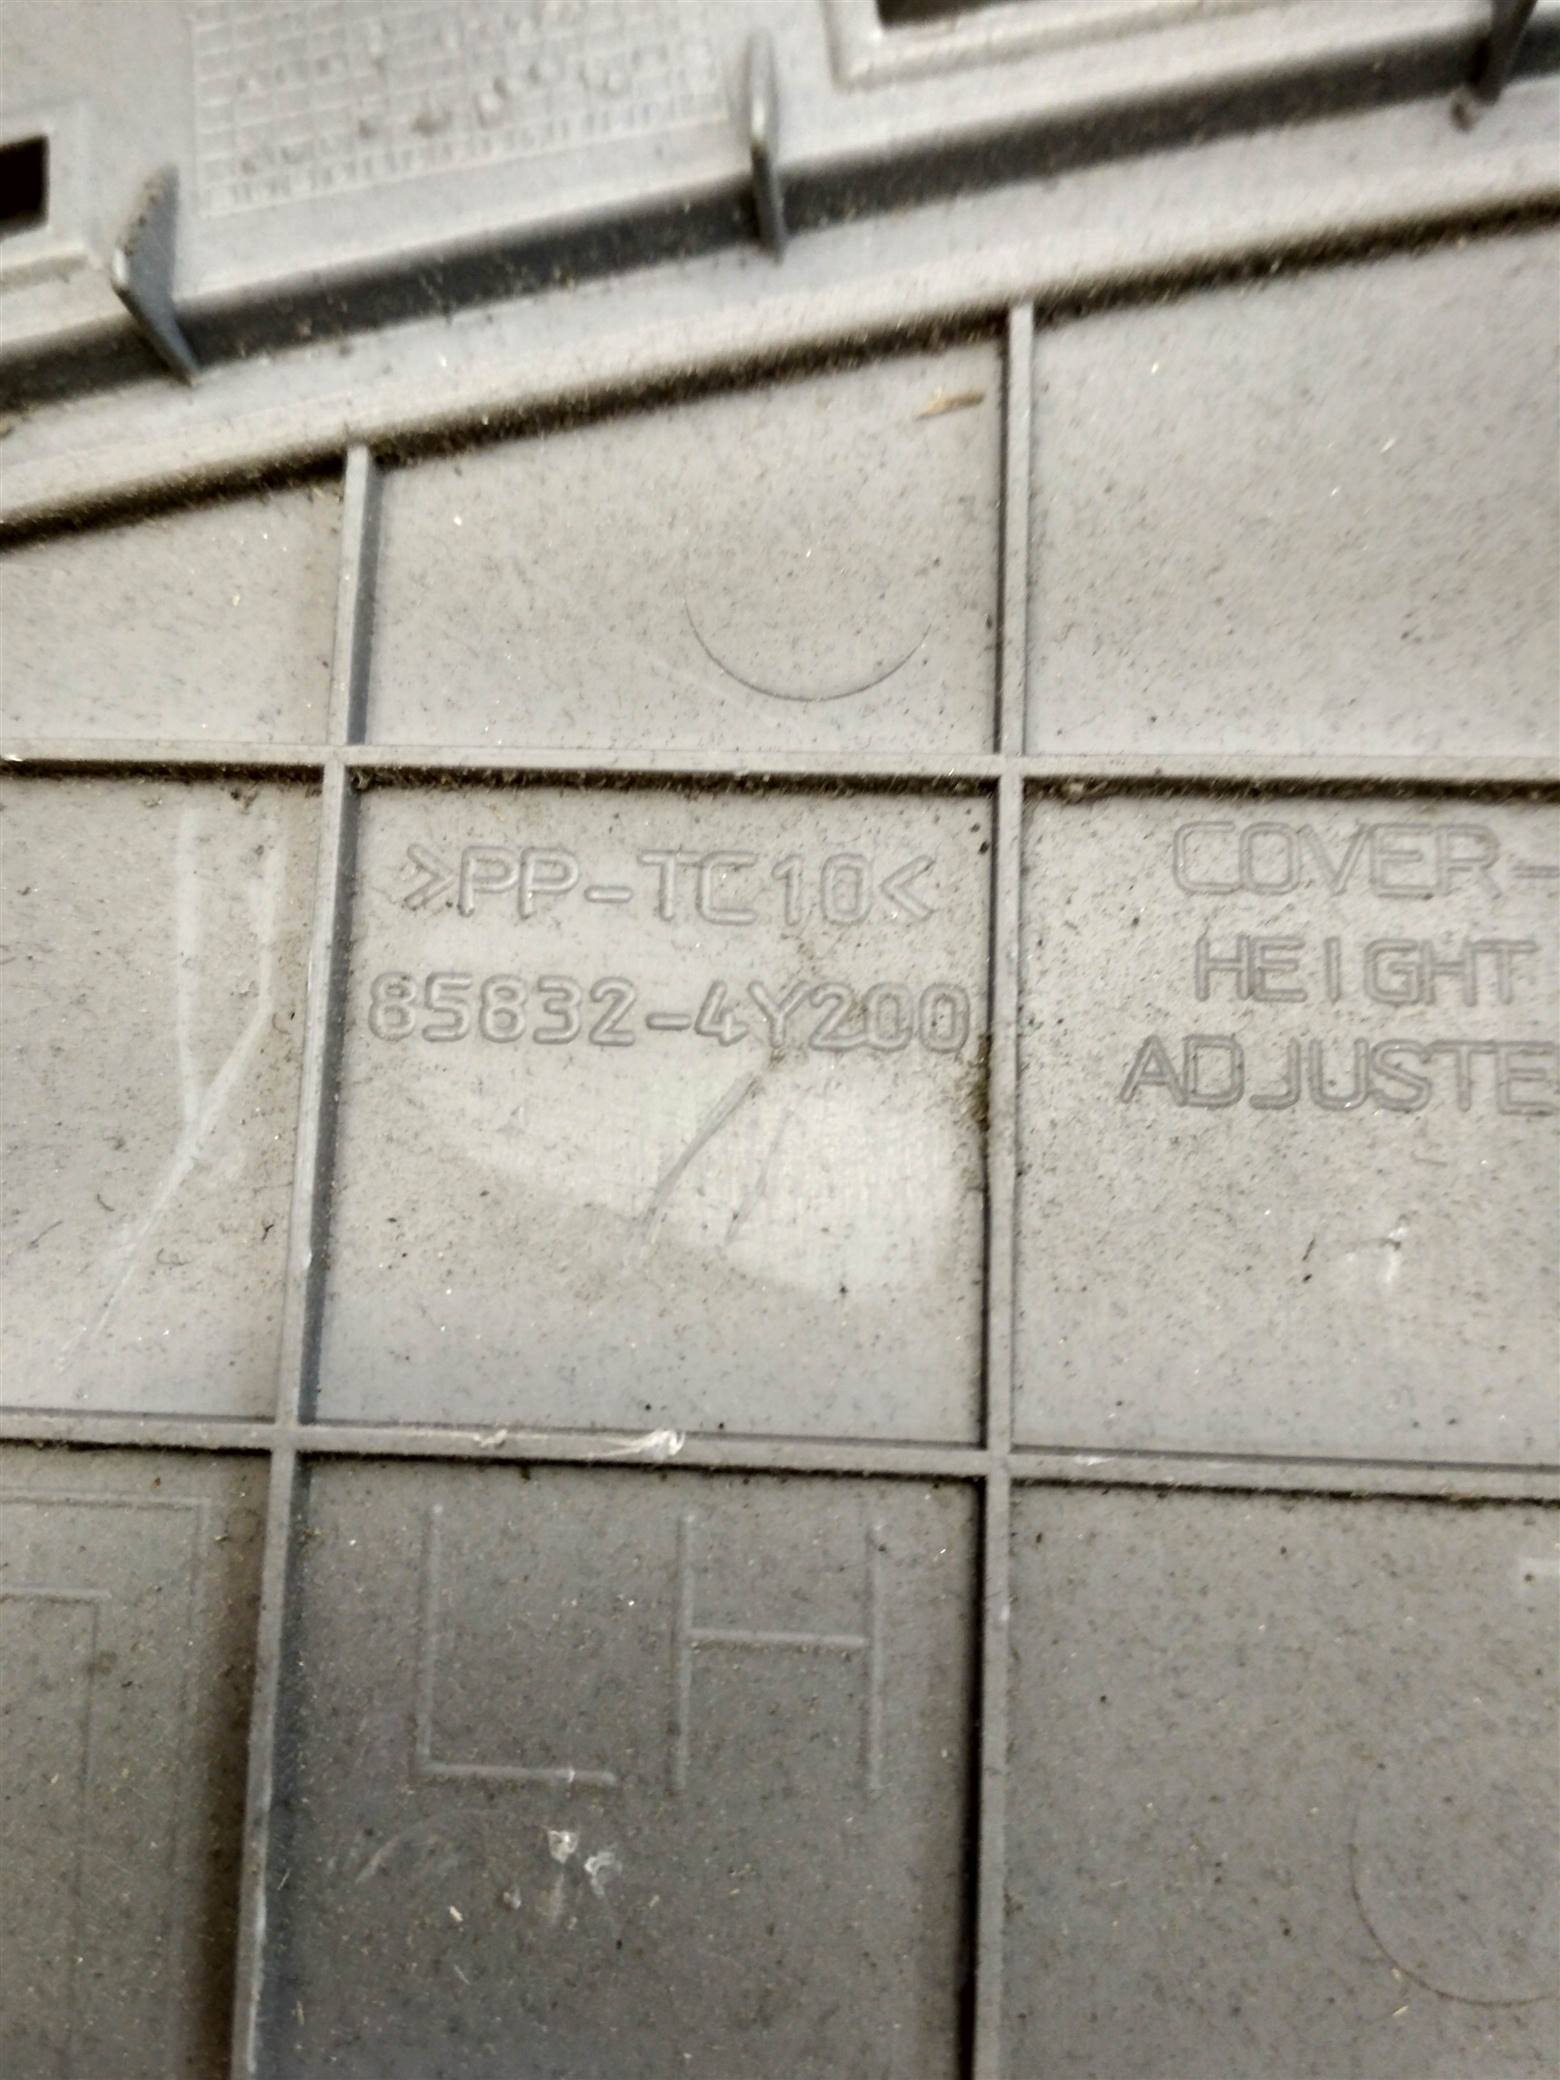 >PP-TC10<
85832-4Y200
COVER-
HEIGHT
ADJUSTE
LH